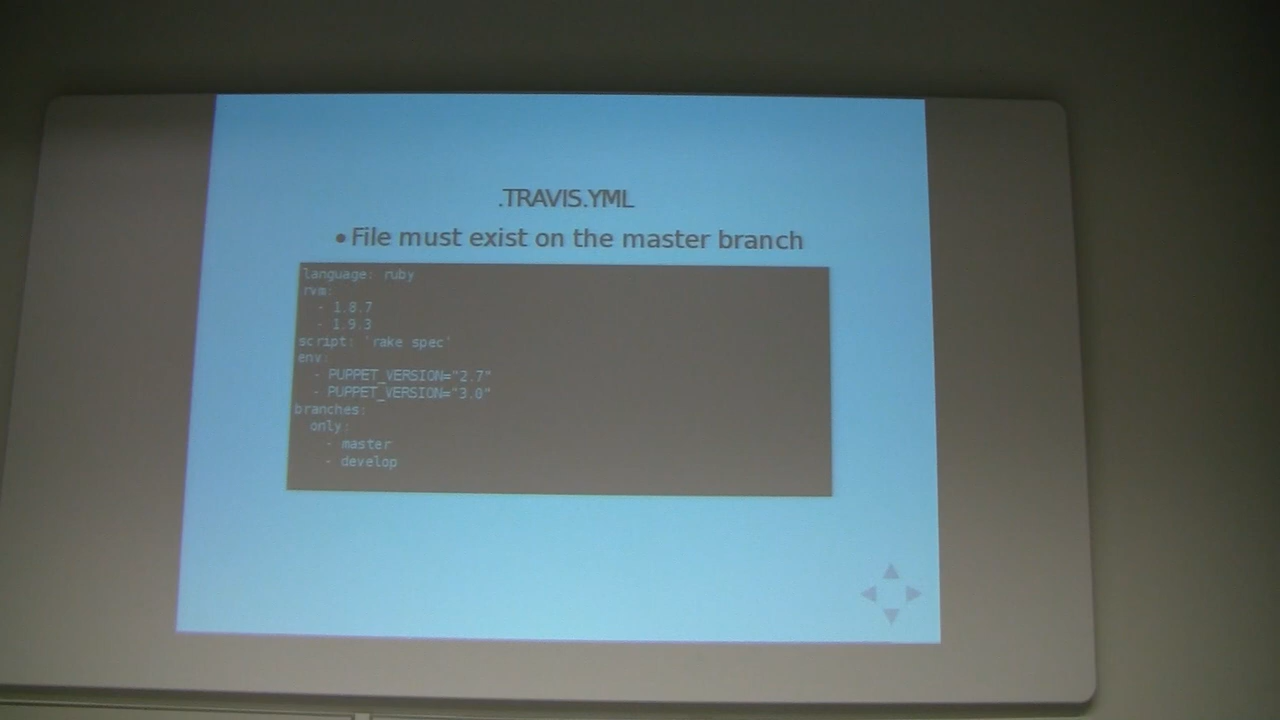 .TRAVIS.YML
• File must exist on the master branch
language: ruby
rvm:
  - 1.8.7
  - 1.9.3
script: 'rake spec'
env:
  - PUPPET_VERSION="2.7"
  - PUPPET_VERSION="3.0"
branches:
  only:
    - master
    - develop